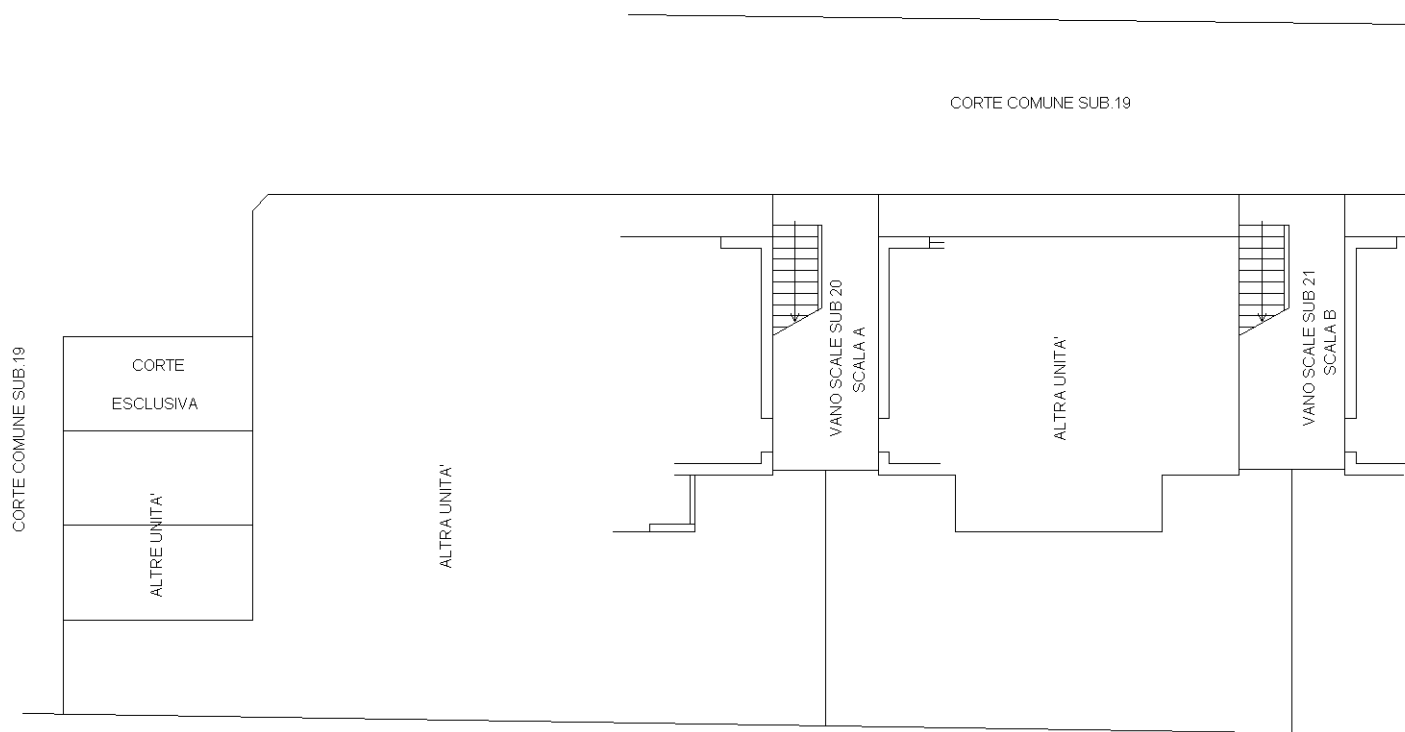 CORTE COMUNE SUB.19
CORTE COMUNE SUB.19
CORTE
ESCLUSIVA
ALTRE UNITA'
ALTRA UNITA'
VANO SCALE SUB 20
SCALA A
ALTRA UNITA'
VANO SCALE SUB 21
SCALA B